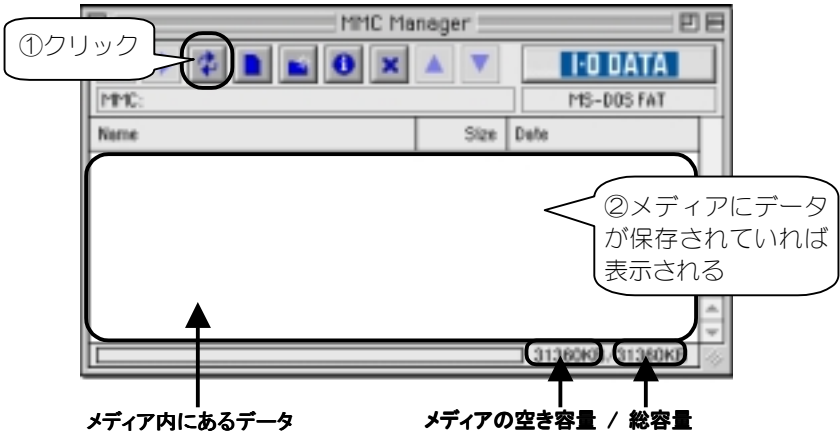 MMC Manager
①クリック
I-O DATA
MMC:
MS-DOS FAT
Name Size Date
②メディアにデータ
が保存されていれば
表示される
31360KB/31360KB
メディア内にあるデータ
メディアの空き容量 / 総容量